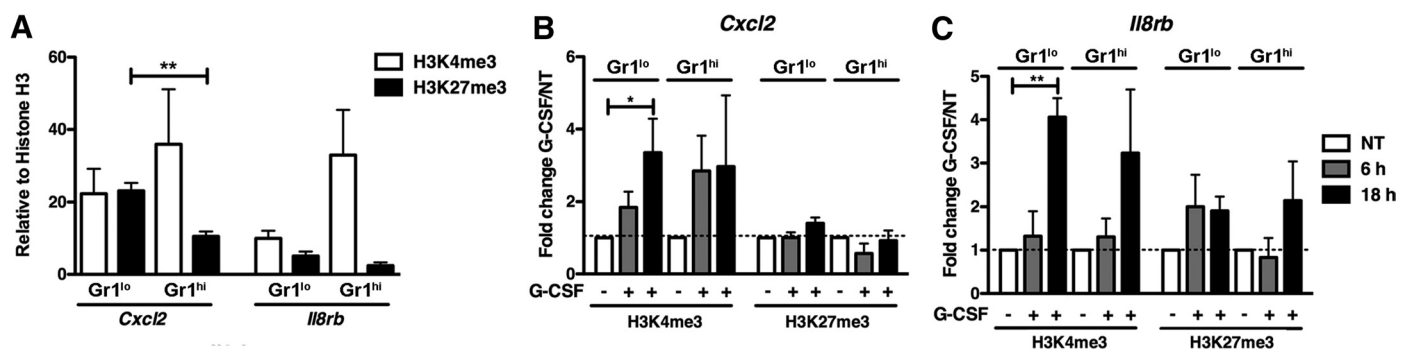 A
Relative to Histone H3
60
40
20
0
**
H3K4me3
H3K27me3
Gr1lo Gr1hi Gr1lo Gr1hi
Cxcl2 Il8rb
B
Cxcl2
Fold change G-CSF/NT
6
4
2
0
Gr1lo Gr1hi Gr1lo Gr1hi
*
G-CSF - + + - + + - + + - + +
H3K4me3 H3K27me3
C
Il8rb
Fold change G-CSF/NT
5
4
3
2
1
0
Gr1lo Gr1hi Gr1lo Gr1hi
**
G-CSF - + + - + + - + + - + +
H3K4me3 H3K27me3
NT
6 h
18 h